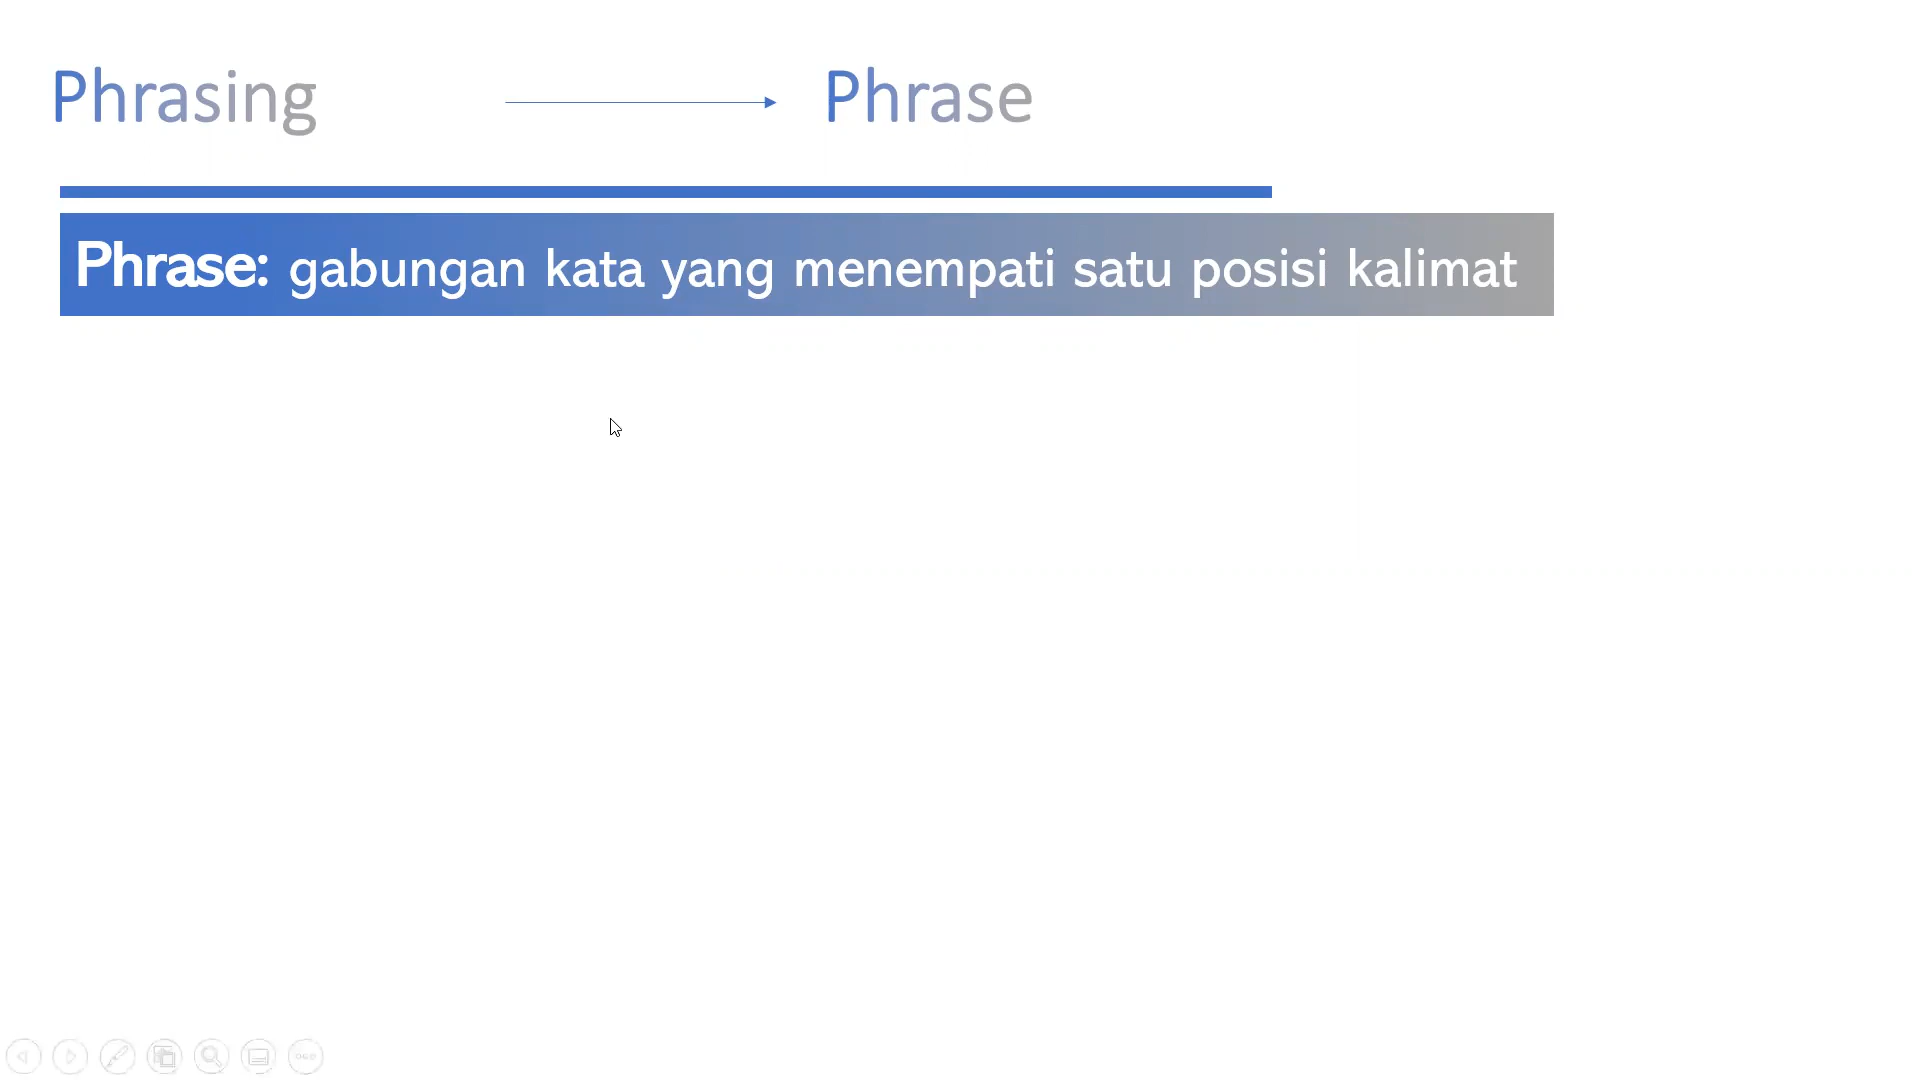 Phrasing Phrase
Phrase: gabungan kata yang menempati satu posisi kalimat